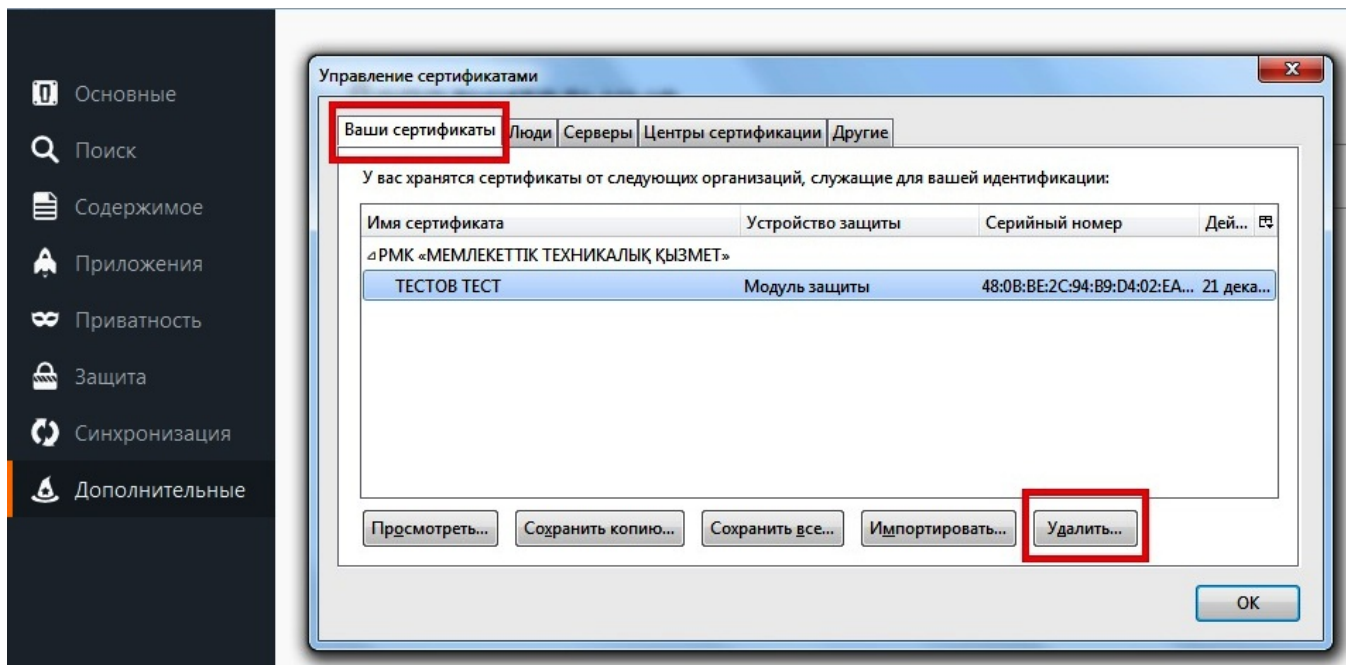 Основные
Поиск
Содержимое
Приложения
Приватность
Защита
Синхронизация
Дополнительные
Управление сертификатами
Ваши сертификаты Люди Серверы Центры сертификации Другие
У вас хранятся сертификаты от следующих организаций, служащие для вашей идентификации:
Имя сертификата Устройство защиты Серийный номер Дей...
РМК «МЕМЛЕКЕТТІК ТЕХНИКАЛЫҚ ҚЫЗМЕТ»
ТЕСТОВ ТЕСТ Модуль защиты 48:0B:BE:2C:94:B9:D4:02:EA... 21 дека...
Просмотреть... Сохранить копию... Сохранить все... Импортировать... Удалить...
OK